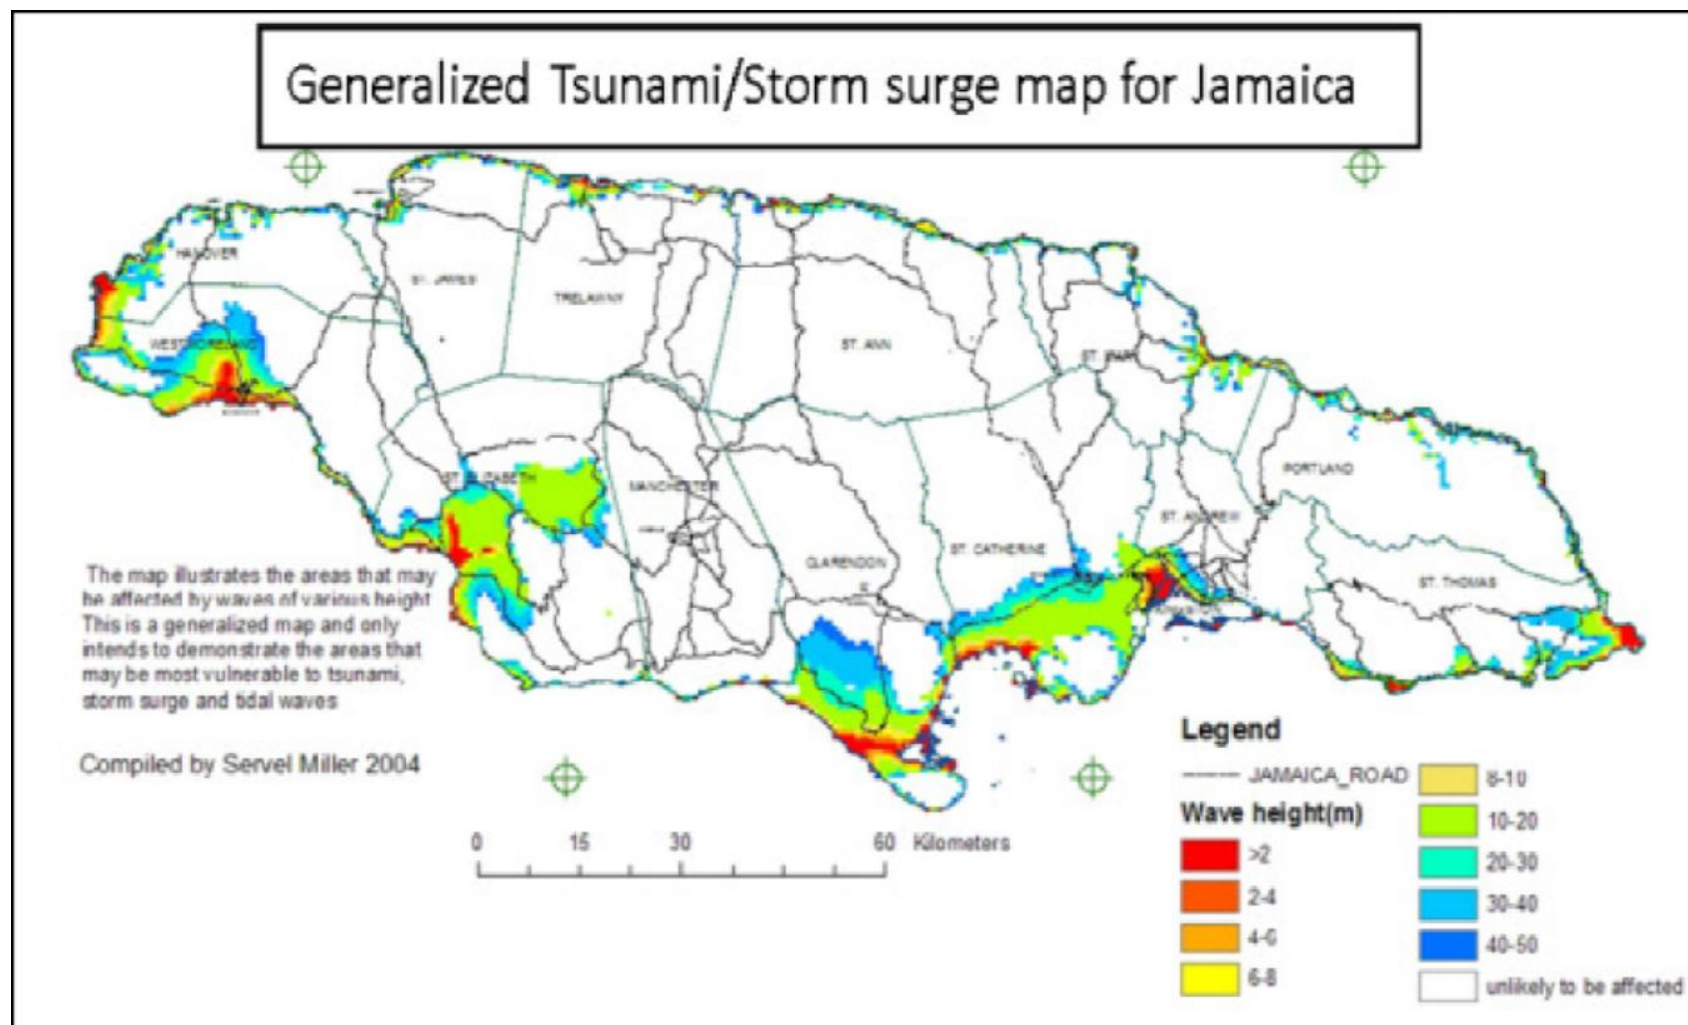 Generalized Tsunami/Storm surge map for Jamaica
HANOVER
ST. JAMES
TRELAWNY
WESTMORELAND
ST. ANN
ST. MARY
ST. ELIZABETH
MANCHESTER
PORTLAND
ST. ANDREW
ST. CATHERINE
CLARENDON
ST. THOMAS
The map illustrates the areas that may
be affected by waves of various height
This is a generalized map and only
intends to demonstrate the areas that
may be most vulnerable to tsunami,
storm surge and tidal waves
Compiled by Servel Miller 2004
0 15 30 60 Kilometers
Legend
JAMAICA_ROAD
Wave height(m)
>2
2-4
4-6
6-8
8-10
10-20
20-30
30-40
40-50
unlikely to be affected